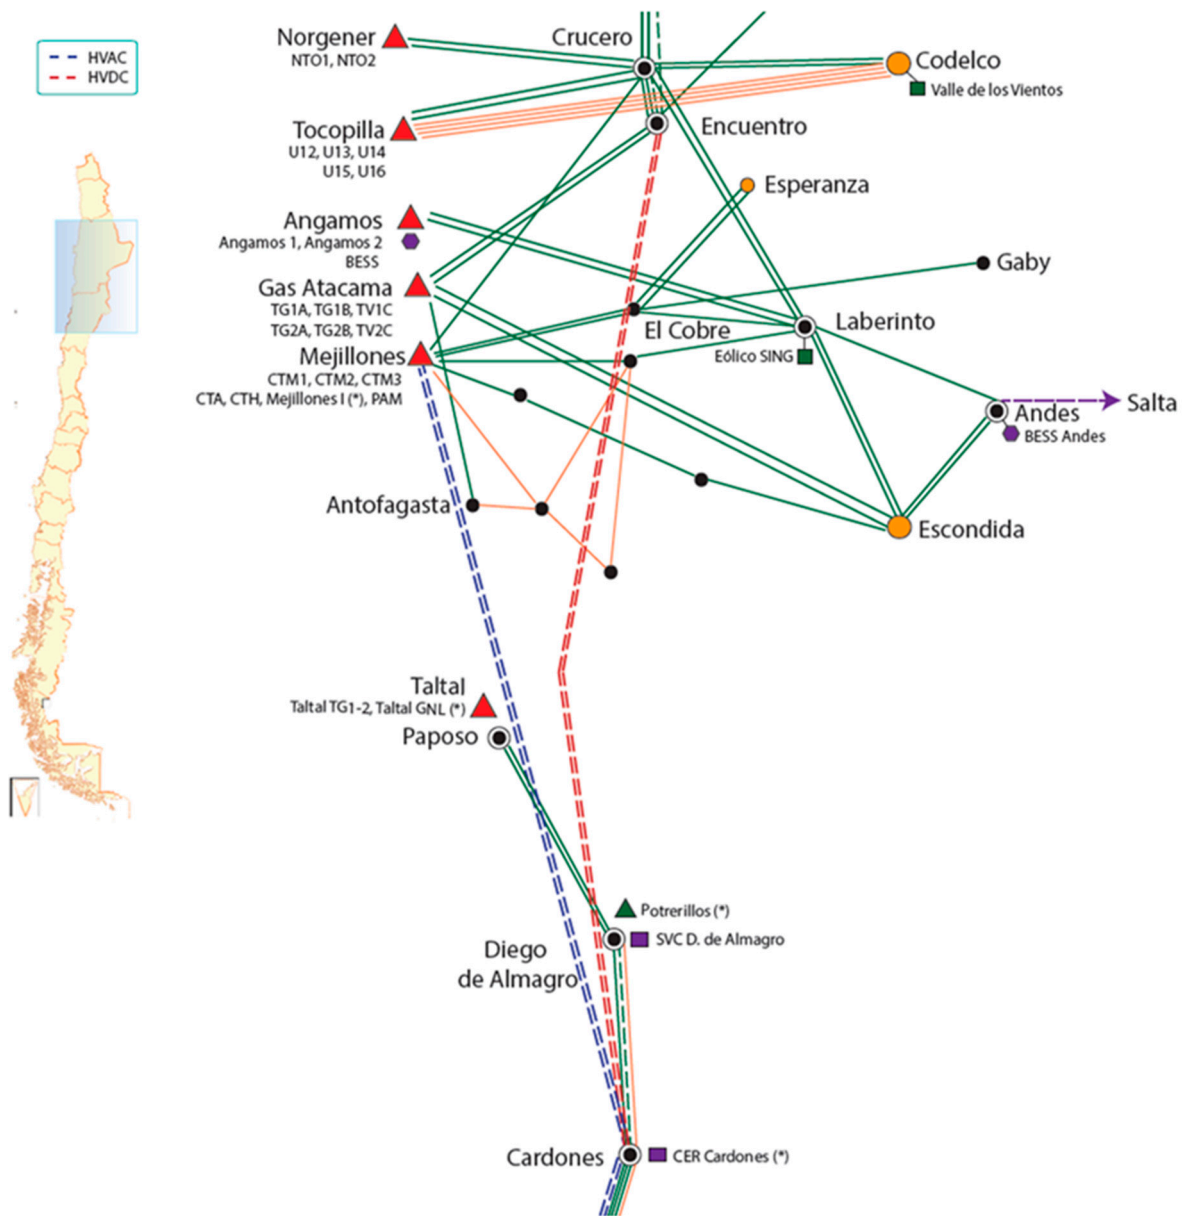 HVAC
HVDC
Norgener
NTO1, NTO2
Crucero
Codelco
Valle de los Vientos
Tocopilla
U12, U13, U14
U15, U16
Encuentro
Esperanza
Angamos
Angamos 1, Angamos 2
BESS
Gaby
Gas Atacama
TG1A, TG1B, TV1C
TG2A, TG2B, TV2C
El Cobre
Laberinto
Eólico SING
Mejillones
CTM1, CTM2, CTM3
CTA, CTH, Mejillones I (*), PAM
Salta
Andes
BESS Andes
Antofagasta
Escondida
Taltal
Taltal TG1-2, Taltal GNL (*)
Paposo
Potrerillos (*)
SVC D. de Almagro
Diego
de Almagro
Cardones
CER Cardones (*)